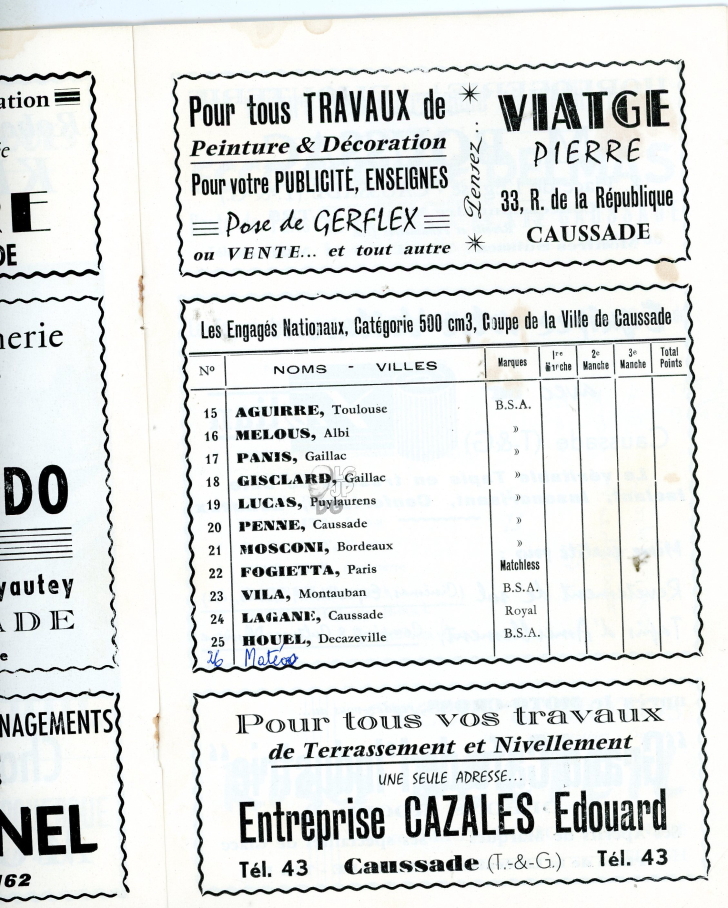 ation
RE
DE
nerie
DO
yautey
ADE
e
NAGEMENTS
NEL
162
Pour tous TRAVAUX de
Peinture & Décoration
Pour votre PUBLICITÉ, ENSEIGNES
Pose de GERFLEX
ou VENTE... et tout autre
Pensez..
VIATGE
PIERRE
33, R. de la République
CAUSSADE
Les Engagés Nationaux, Catégorie 500 cm3, Coupe de la Ville de Caussade
Nº NOMS - VILLES Marques 1re Manche 2e Manche 3e Manche Total Points
15 AGUIRRE, Toulouse B.S.A.
16 MELOUS, Albi »
17 PANIS, Gaillac »
18 GISCLARD, Gaillac »
19 LUCAS, Puylaurens »
20 PENNE, Caussade »
21 MOSCONI, Bordeaux »
22 FOGIETTA, Paris Matchless
23 VILA, Montauban B.S.A.
24 LAGANE, Caussade Royal
25 HOUEL, Decazeville B.S.A.
26
Pour tous vos travaux
de Terrassement et Nivellement
UNE SEULE ADRESSE...
Entreprise CAZALES Edouard
Tél. 43 Caussade (T.-&-G.) Tél. 43